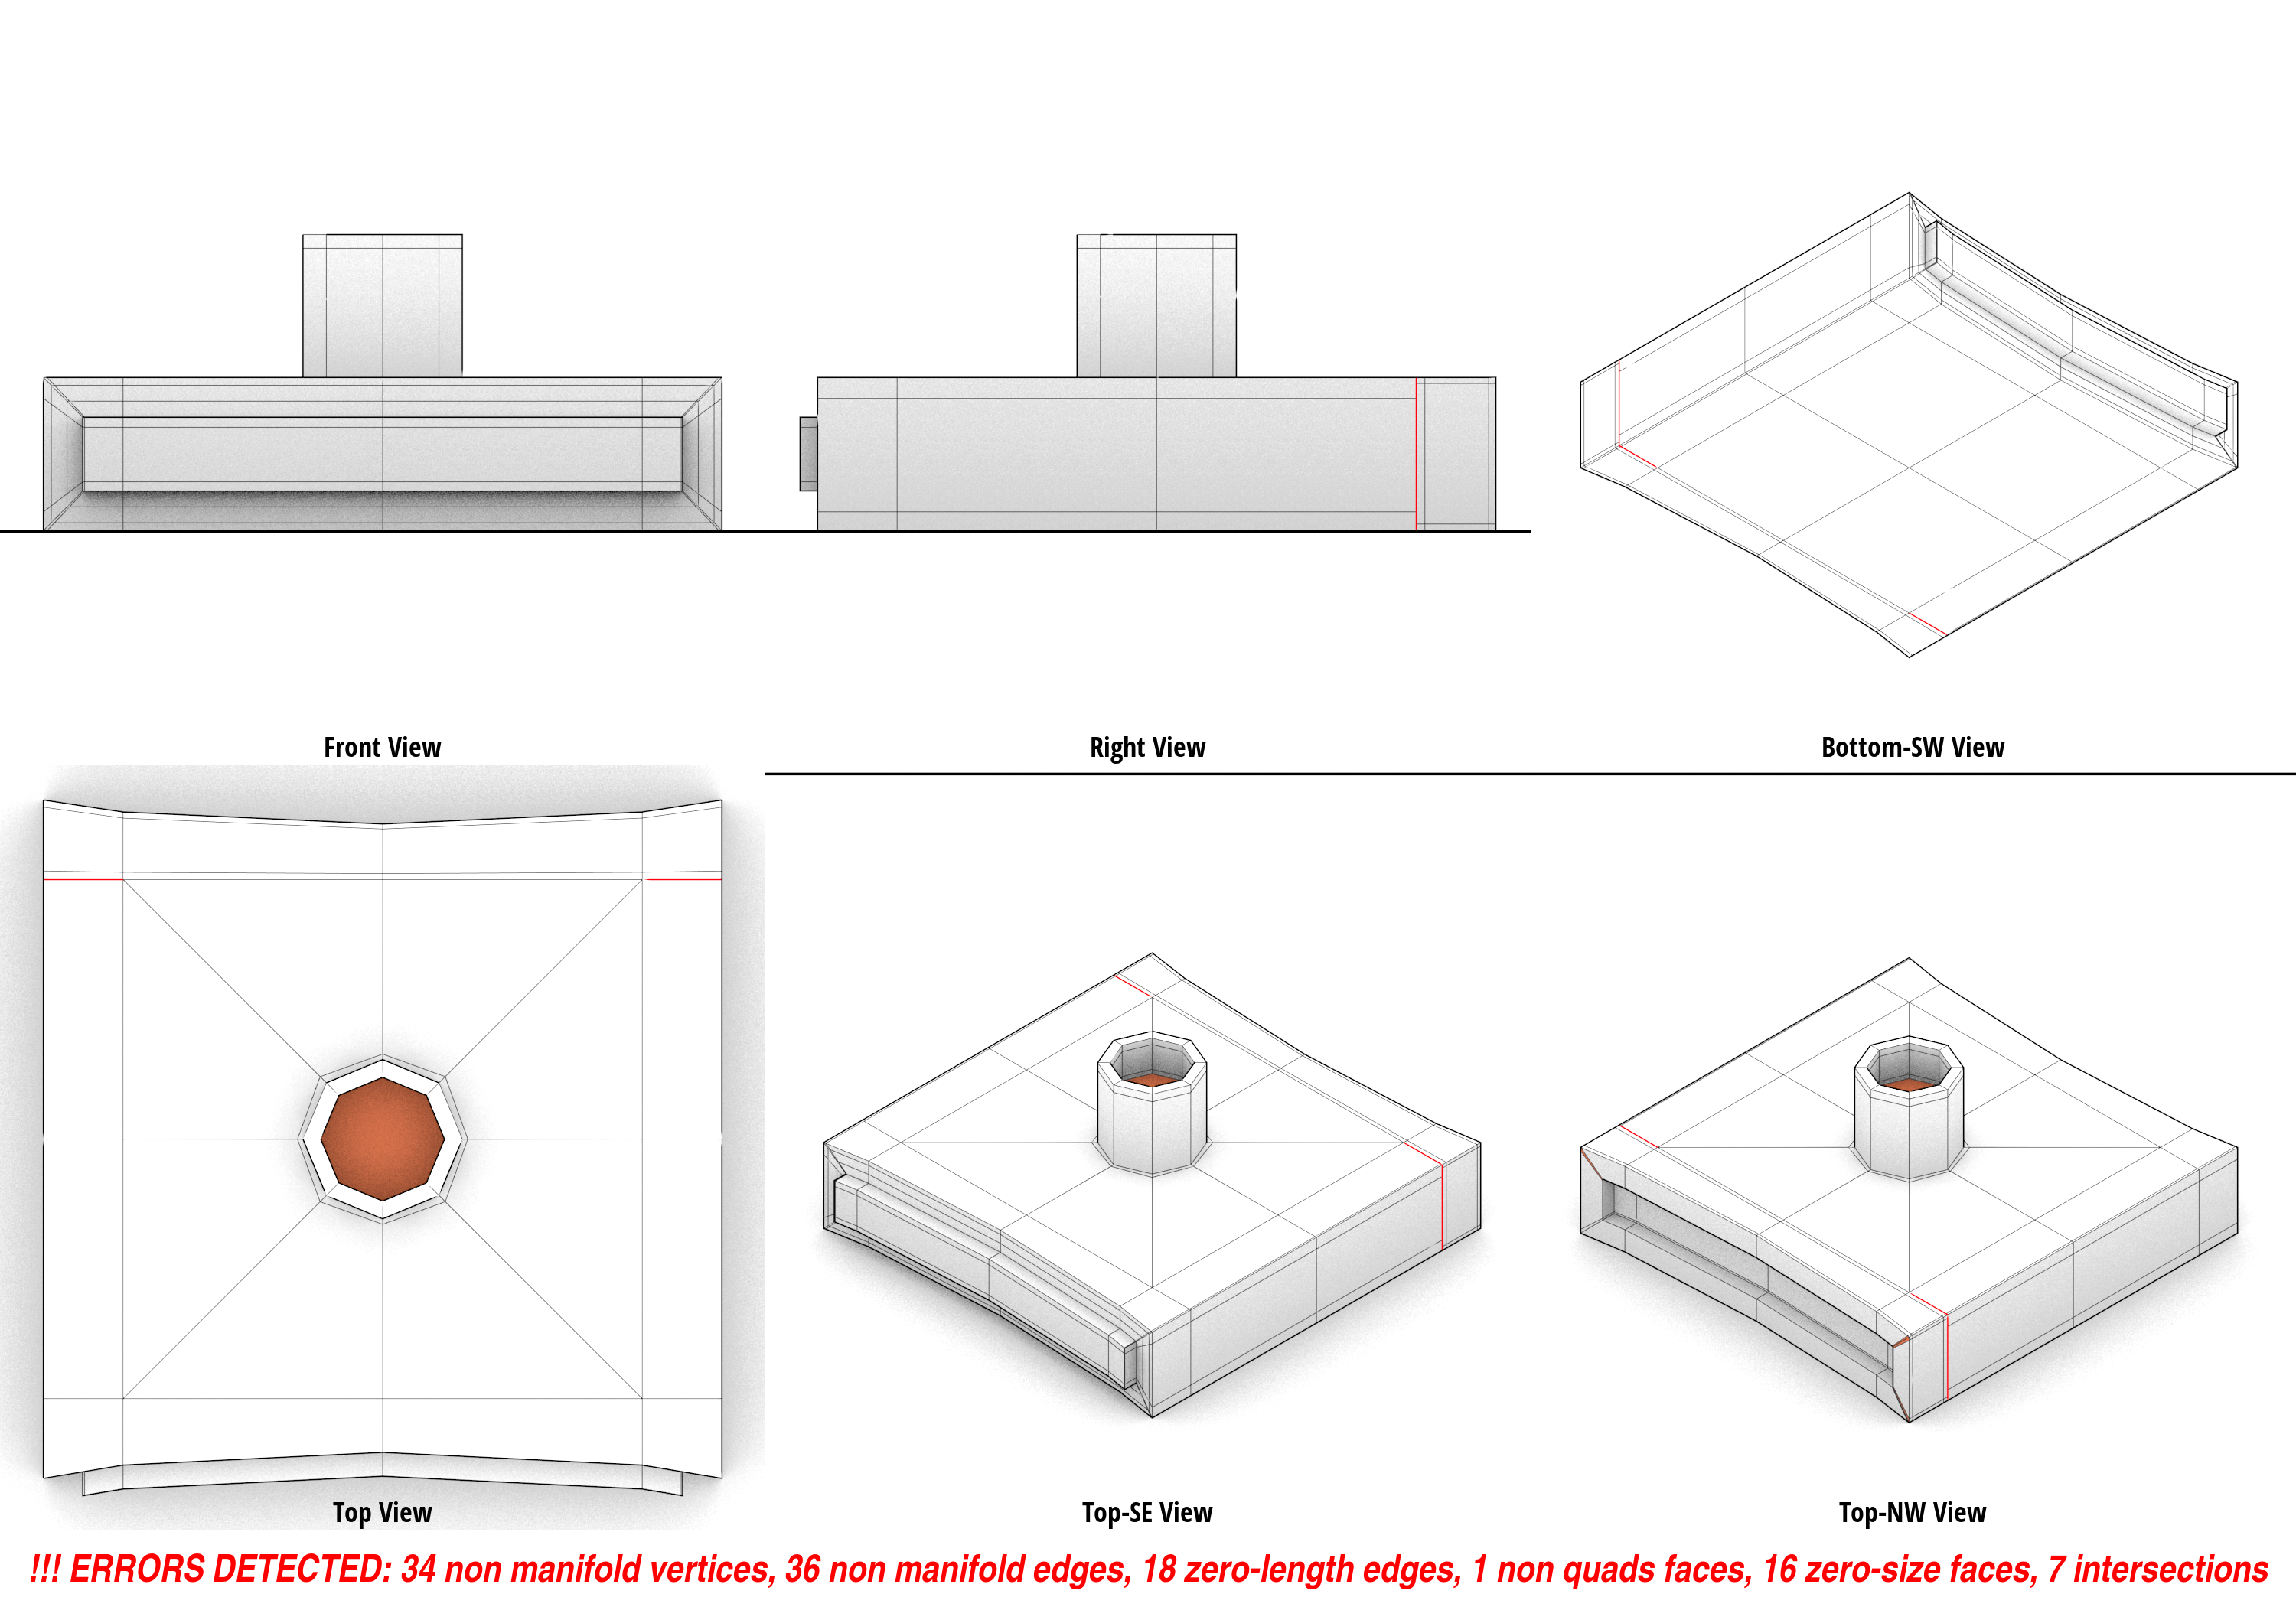 Front View
Right View
Bottom-SW View
Top View
Top-SE View
Top-NW View
!!! ERRORS DETECTED: 34 non manifold vertices, 36 non manifold edges, 18 zero-length edges, 1 non quads faces, 16 zero-size faces, 7 intersections